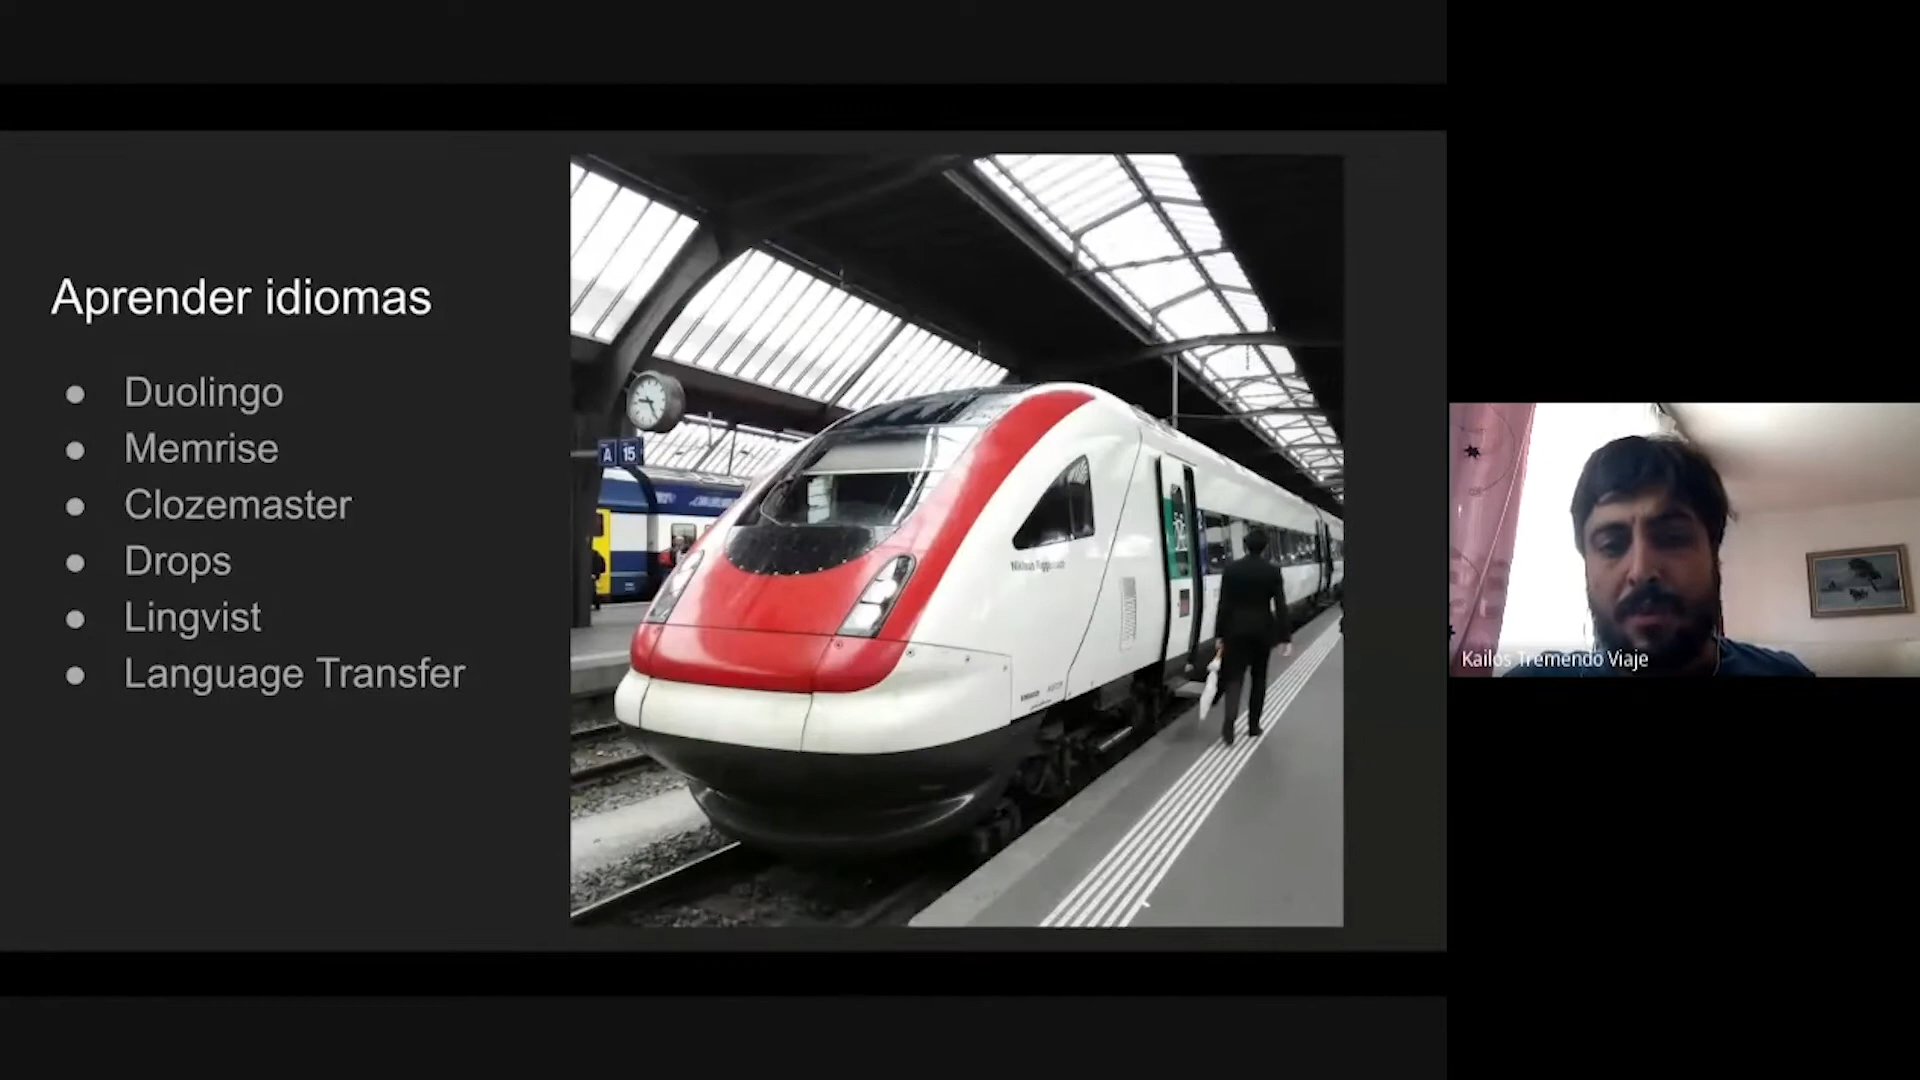 Aprender idiomas
Duolingo
Memrise
Clozemaster
Drops
Lingvist
Language Transfer
A 15
Kailos Tremendo Viaje